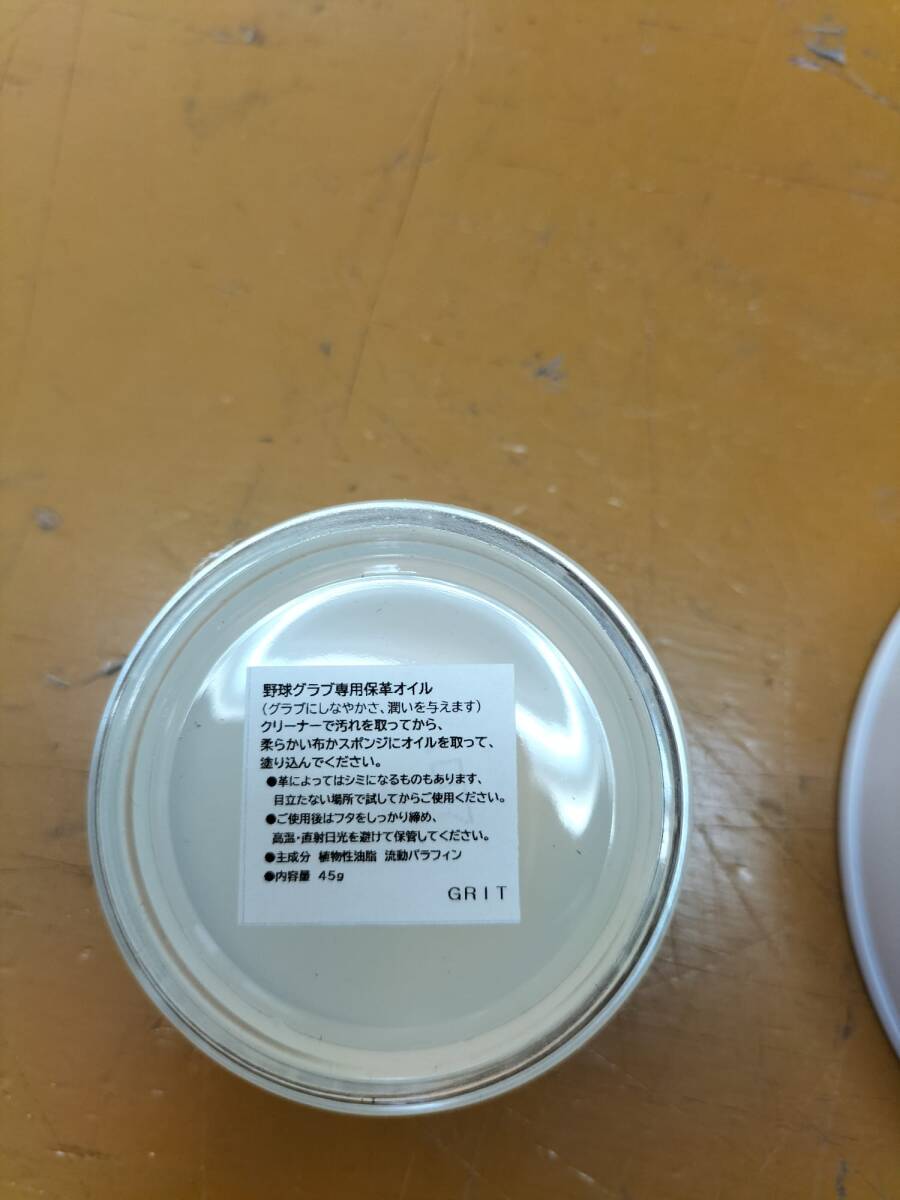 野球グラブ専用保革オイル
（グラブにしなやかさ、潤いを与えます）
クリーナーで汚れを取ってから、
柔らかい布かスポンジにオイルを取って、
塗り込んでください。
●革によってはシミになるものもあります、
目立たない場所で試してからご使用ください。
●ご使用後はフタをしっかり締め、
高温・直射日光を避けて保管してください。
●主成分 植物性油脂 流動パラフィン
●内容量 45g
GRIT